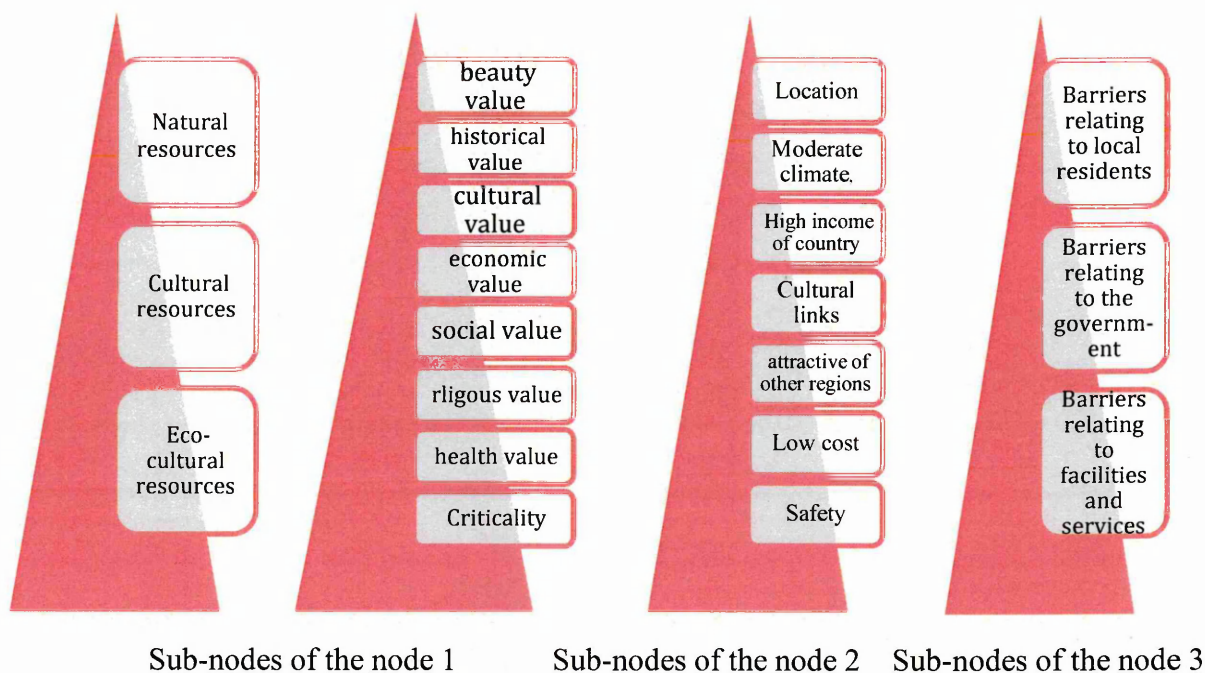 Natural
resources
Cultural
resources
Eco-
cultural
resources
beauty
value
historical
value
cultural
value
economic
value
social value
rligous value
health value
Criticality
Location
Moderate
climate.
High income
of country
Cultural
links
attractive of
other regions
Low cost
Safety
Barriers
relating
to local
residents
Barriers
relating
to the
governm-
ent
Barriers
relating
to
facilities
and
services
Sub-nodes of the node 1
Sub-nodes of the node 2
Sub-nodes of the node 3